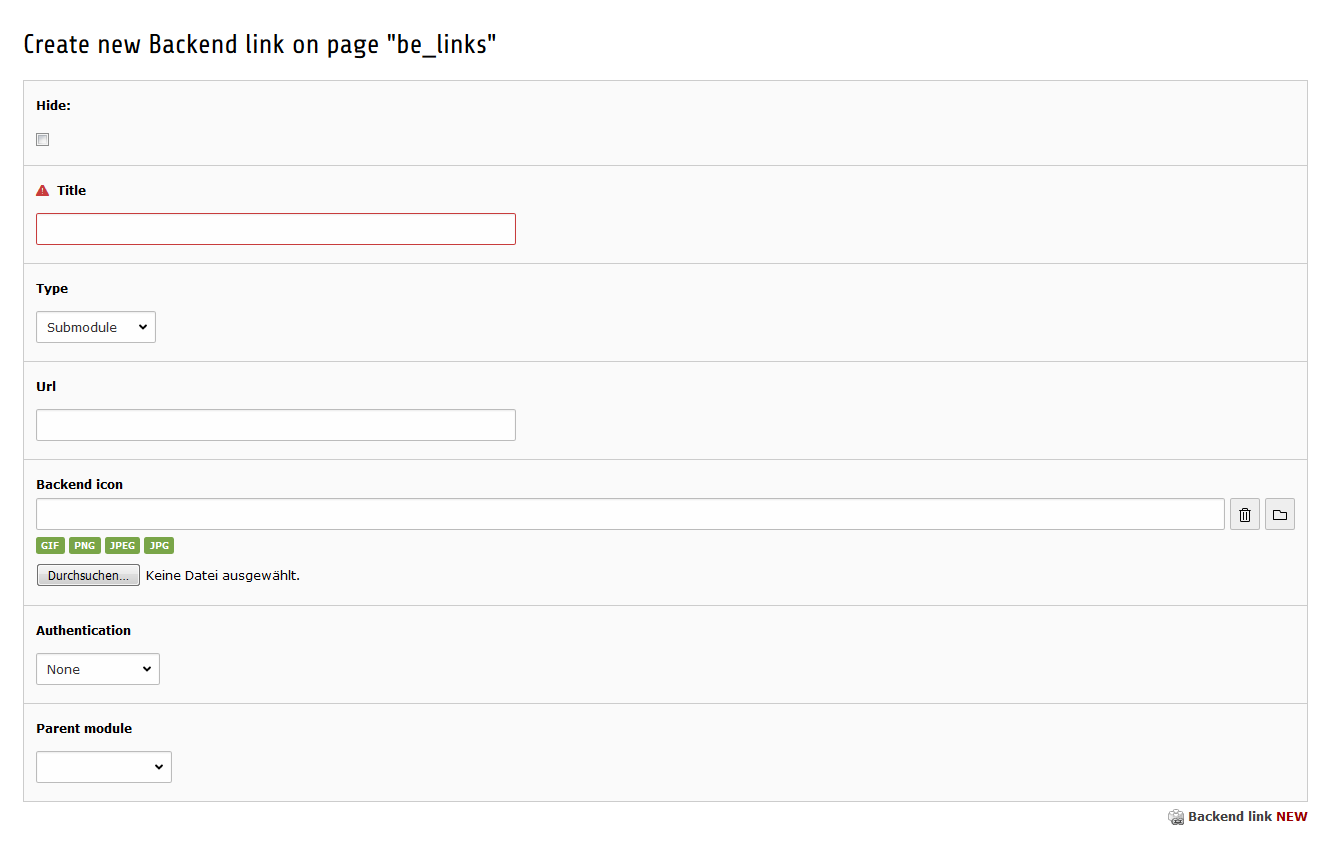 Create new Backend link on page "be_links"
Hide:
Title
Type
Submodule
Url
Backend icon
GIF PNG JPEG JPG
Durchsuchen... Keine Datei ausgewählt.
Authentication
None
Parent module
Backend link NEW